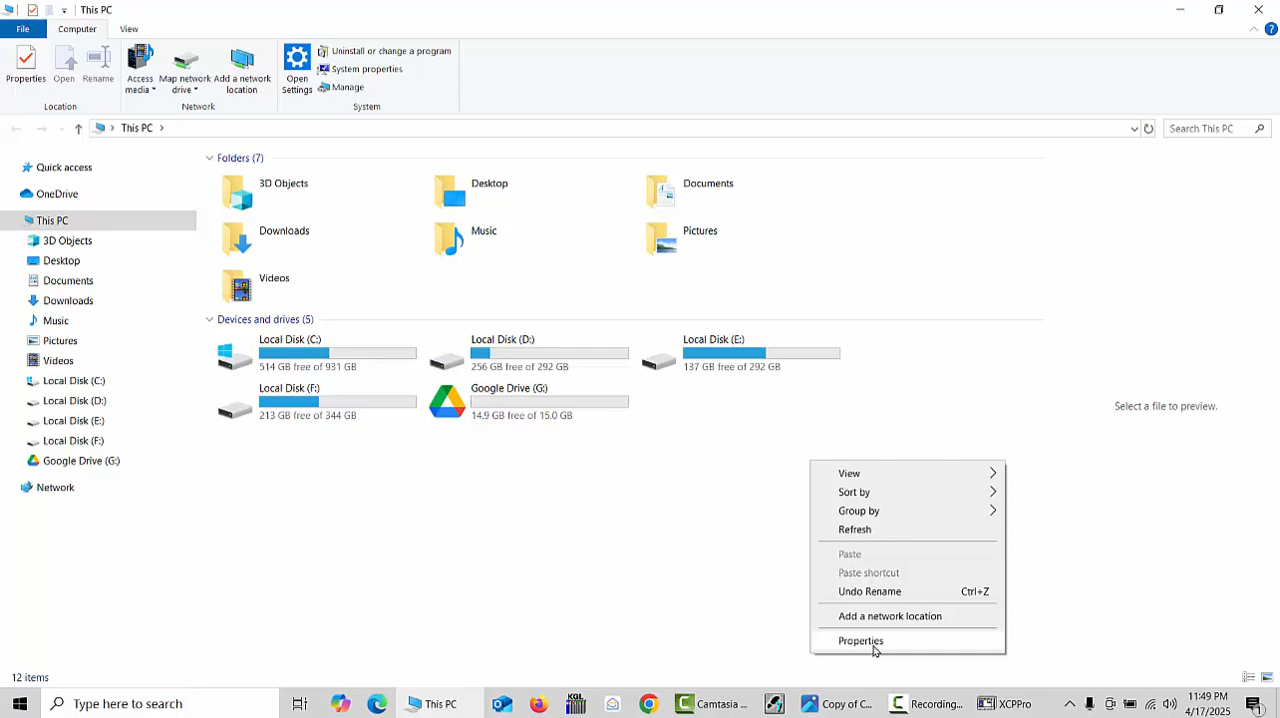 This PC
File
Computer
View
Properties
Open
Rename
Access media
Map network drive
Add a network location
Open Settings
Uninstall or change a program
System properties
Manage
Location
Network
System
This PC
Search This PC
Quick access
OneDrive
This PC
3D Objects
Desktop
Documents
Downloads
Music
Pictures
Videos
Local Disk (C:)
Local Disk (D:)
Local Disk (E:)
Local Disk (F:)
Google Drive (G:)
Network
Folders (7)
3D Objects
Desktop
Documents
Downloads
Music
Pictures
Videos
Devices and drives (5)
Local Disk (C:)
514 GB free of 931 GB
Local Disk (D:)
256 GB free of 292 GB
Local Disk (E:)
137 GB free of 292 GB
Local Disk (F:)
213 GB free of 344 GB
Google Drive (G:)
14.9 GB free of 15.0 GB
Select a file to preview.
View
Sort by
Group by
Refresh
Paste
Paste shortcut
Undo Rename Ctrl+Z
Add a network location
Properties
12 items
Type here to search
This PC
KGL
Camtasia ...
Copy of C...
Recording...
XCPPro
11:49 PM
4/17/2025
1